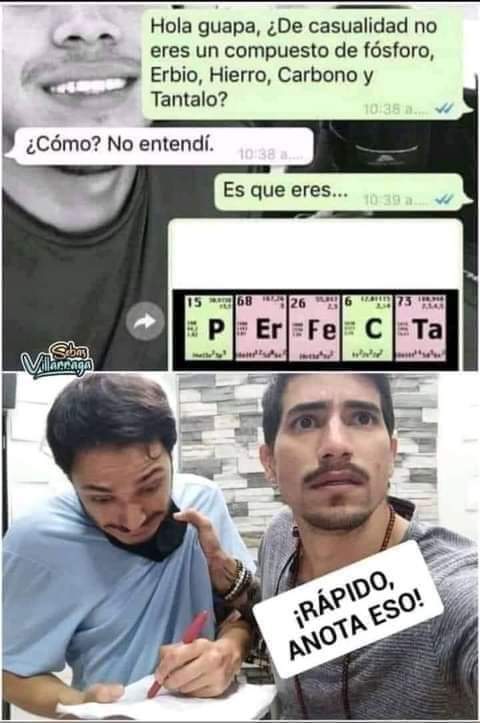 Hola guapa, ¿De casualidad no
eres un compuesto de fósforo,
Erbio, Hierro, Carbono y
Tantalo?
10:38 a....
¿Cómo? No entendí.
10:38 a....
Es que eres...
10:39 a....
15 68 26 6 73
P Er Fe C Ta
Sebas
Villarraga
¡RÁPIDO,
ANOTA ESO!